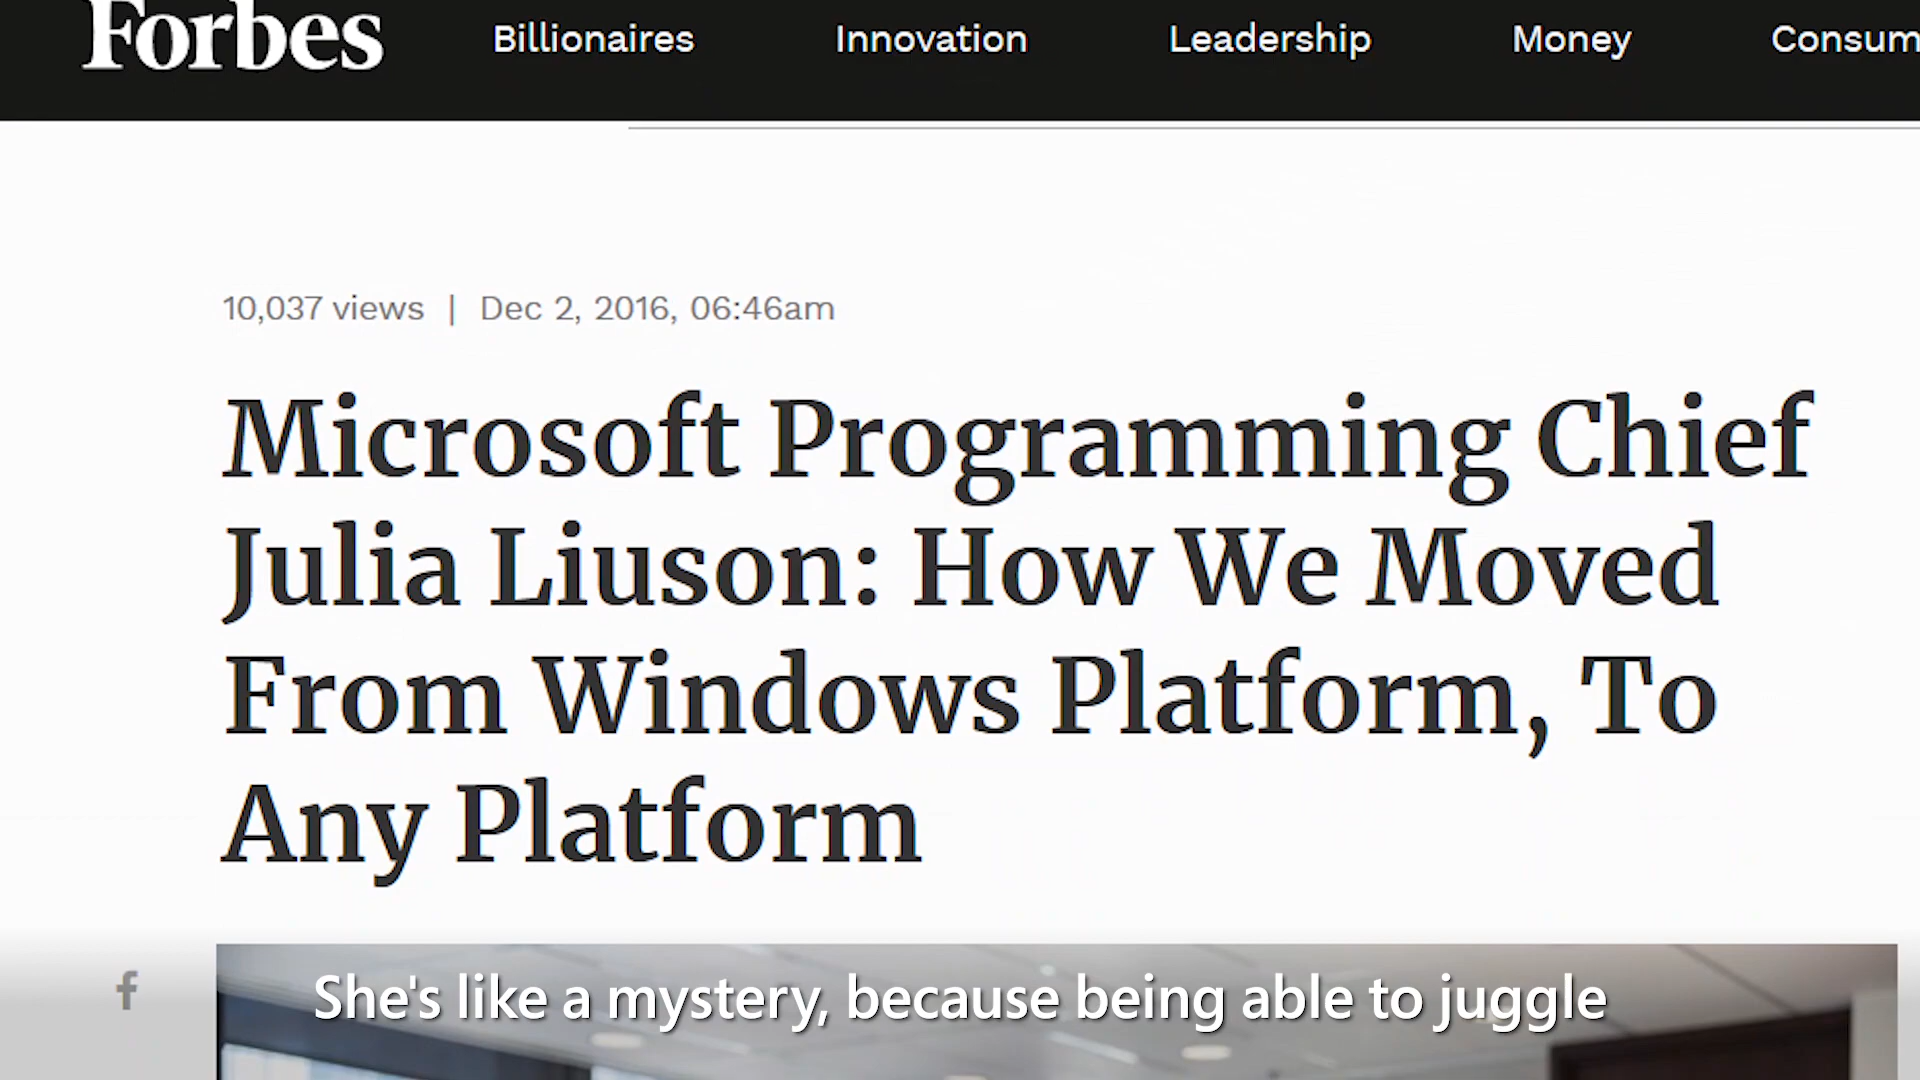 Forbes
Billionaires Innovation Leadership Money Consum
10,037 views | Dec 2, 2016, 06:46am
Microsoft Programming Chief
Julia Liuson: How We Moved
From Windows Platform, To
Any Platform
f
She's like a mystery, because being able to juggle